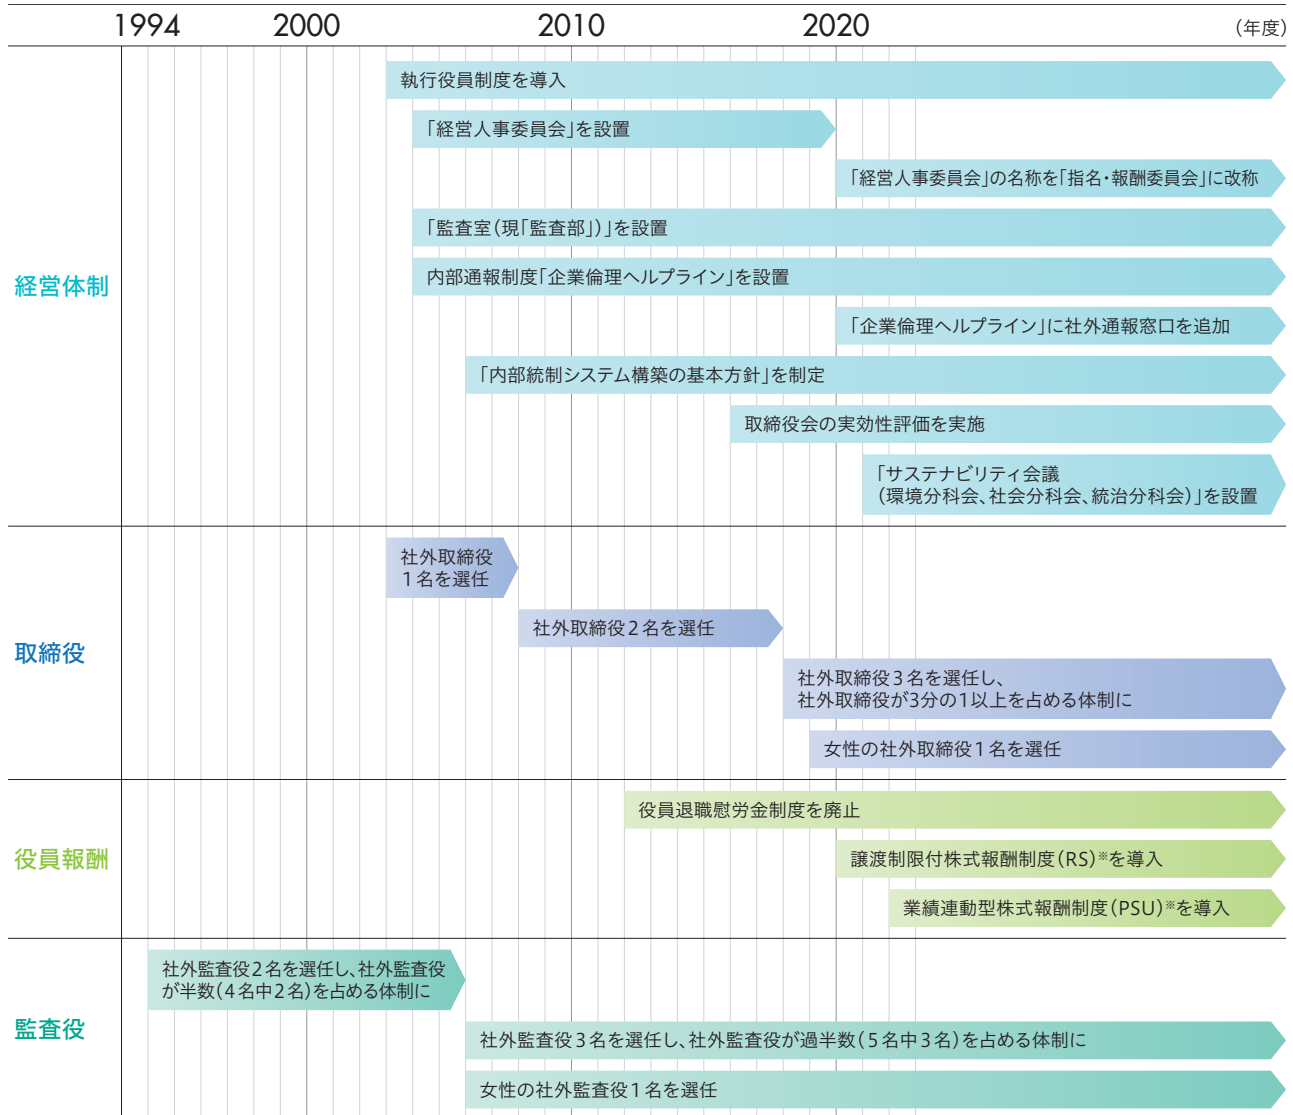 1994 2000 2010 2020 (年度)
経営体制
執行役員制度を導入
「経営人事委員会」を設置
「経営人事委員会」の名称を「指名・報酬委員会」に改称
「監査室(現「監査部」)」を設置
内部通報制度「企業倫理ヘルプライン」を設置
「企業倫理ヘルプライン」に社外通報窓口を追加
「内部統制システム構築の基本方針」を制定
取締役会の実効性評価を実施
「サステナビリティ会議
(環境分科会、社会分科会、統治分科会)」を設置
取締役
社外取締役
1名を選任
社外取締役2名を選任
社外取締役3名を選任し、
社外取締役が3分の1以上を占める体制に
女性の社外取締役1名を選任
役員報酬
役員退職慰労金制度を廃止
譲渡制限付株式報酬制度(RS)※を導入
業績連動型株式報酬制度(PSU)※を導入
監査役
社外監査役2名を選任し、社外監査役
が半数(4名中2名)を占める体制に
社外監査役3名を選任し、社外監査役が過半数(5名中3名)を占める体制に
女性の社外監査役1名を選任